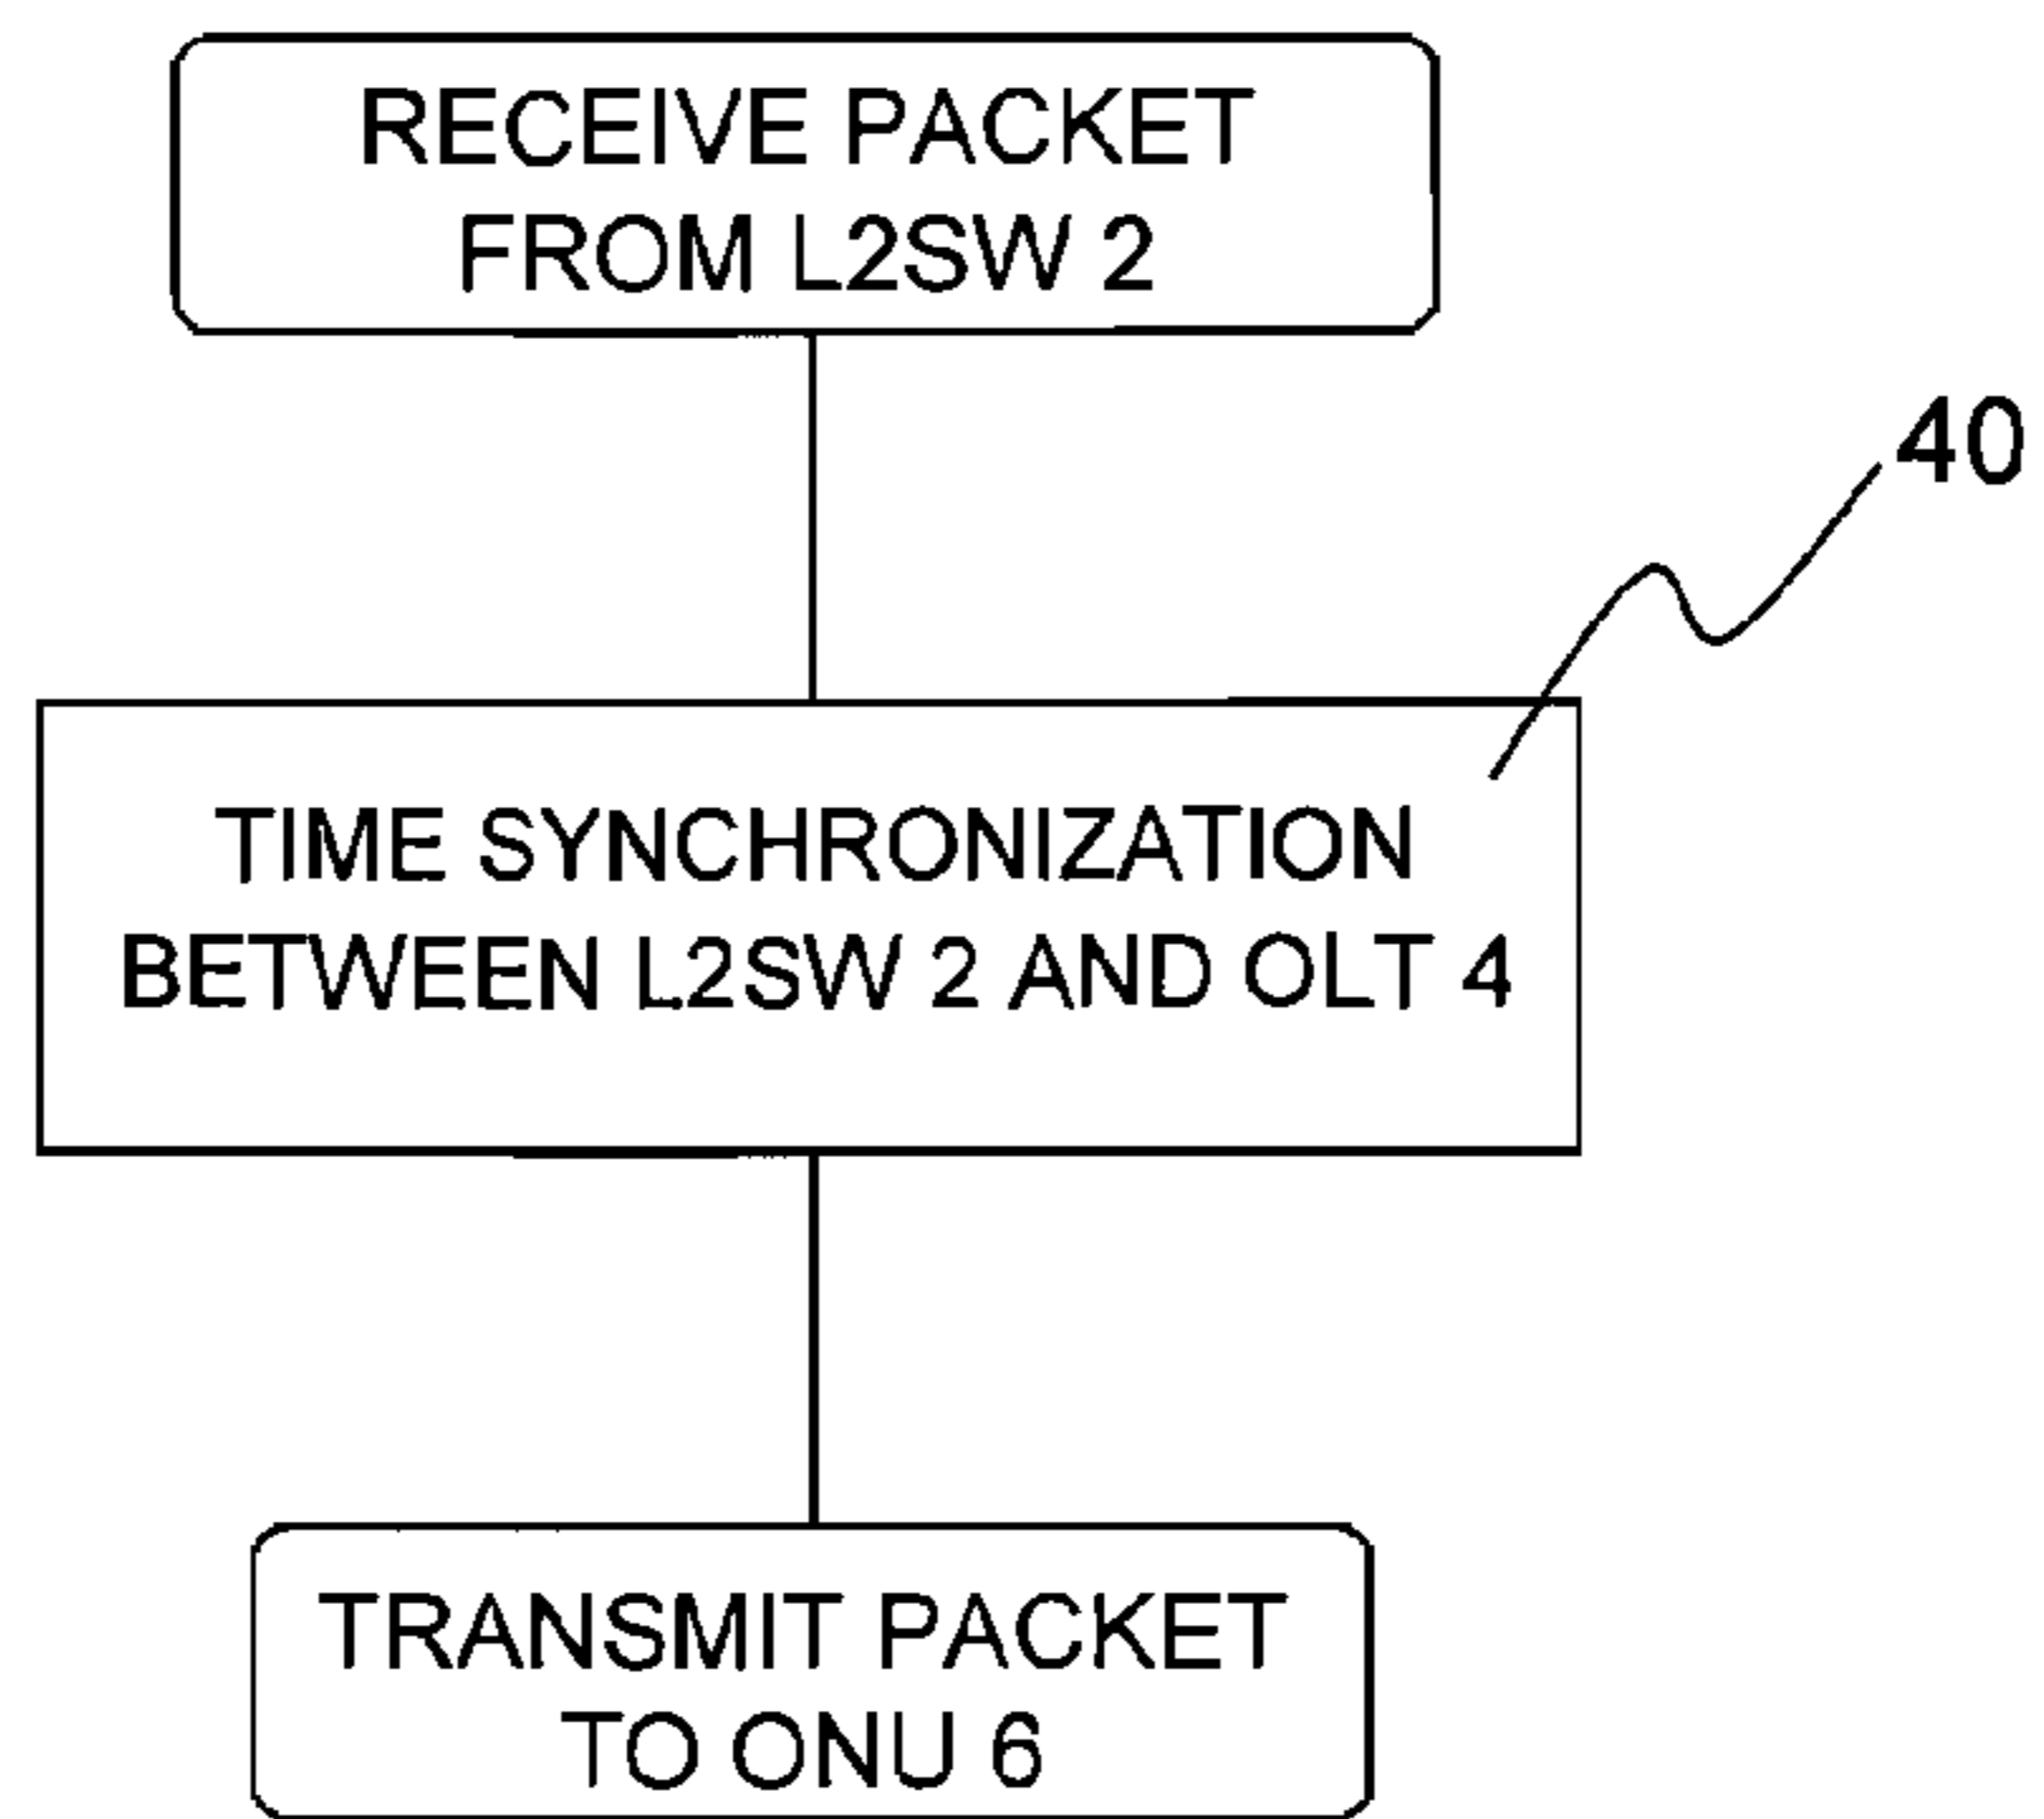 RECEIVE PACKET
FROM L2SW 2
40
TIME SYNCHRONIZATION
BETWEEN L2SW 2 AND OLT 4
TRANSMIT PACKET
TO ONU 6